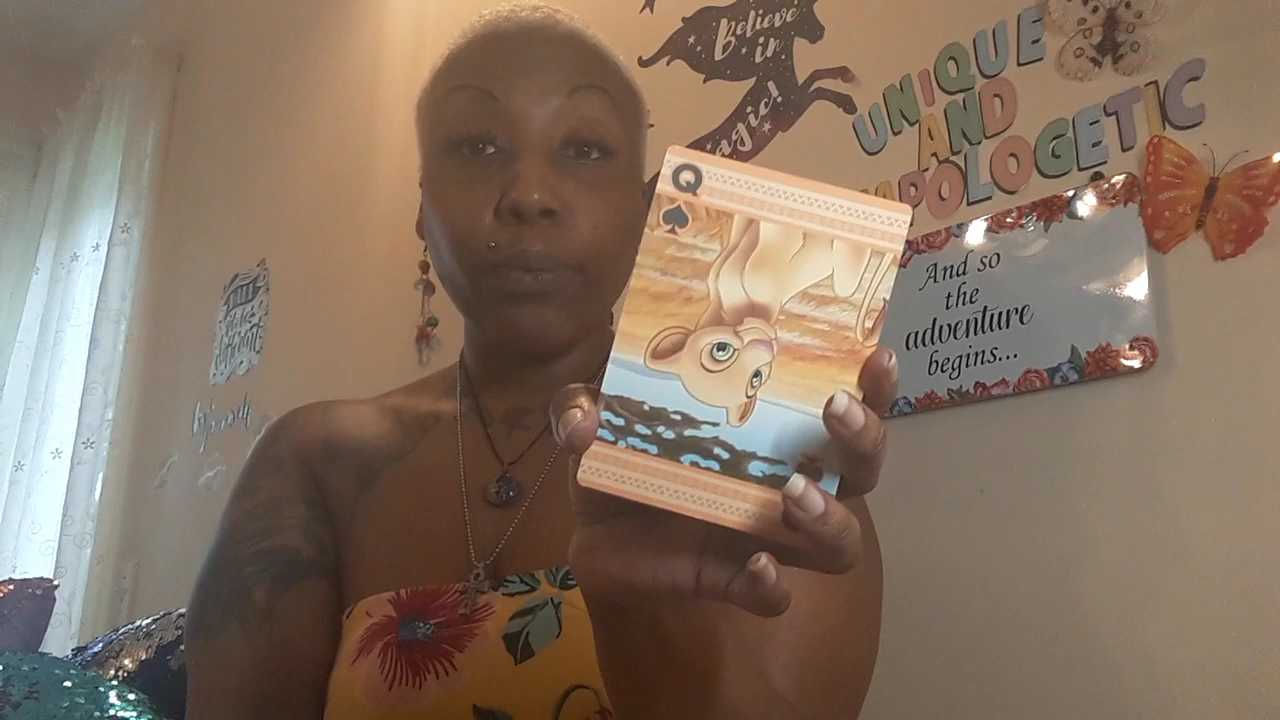 Believe
in
magic!
UNIQUE
AND
APOLOGETIC
Q
And so
the
adventure
begins...